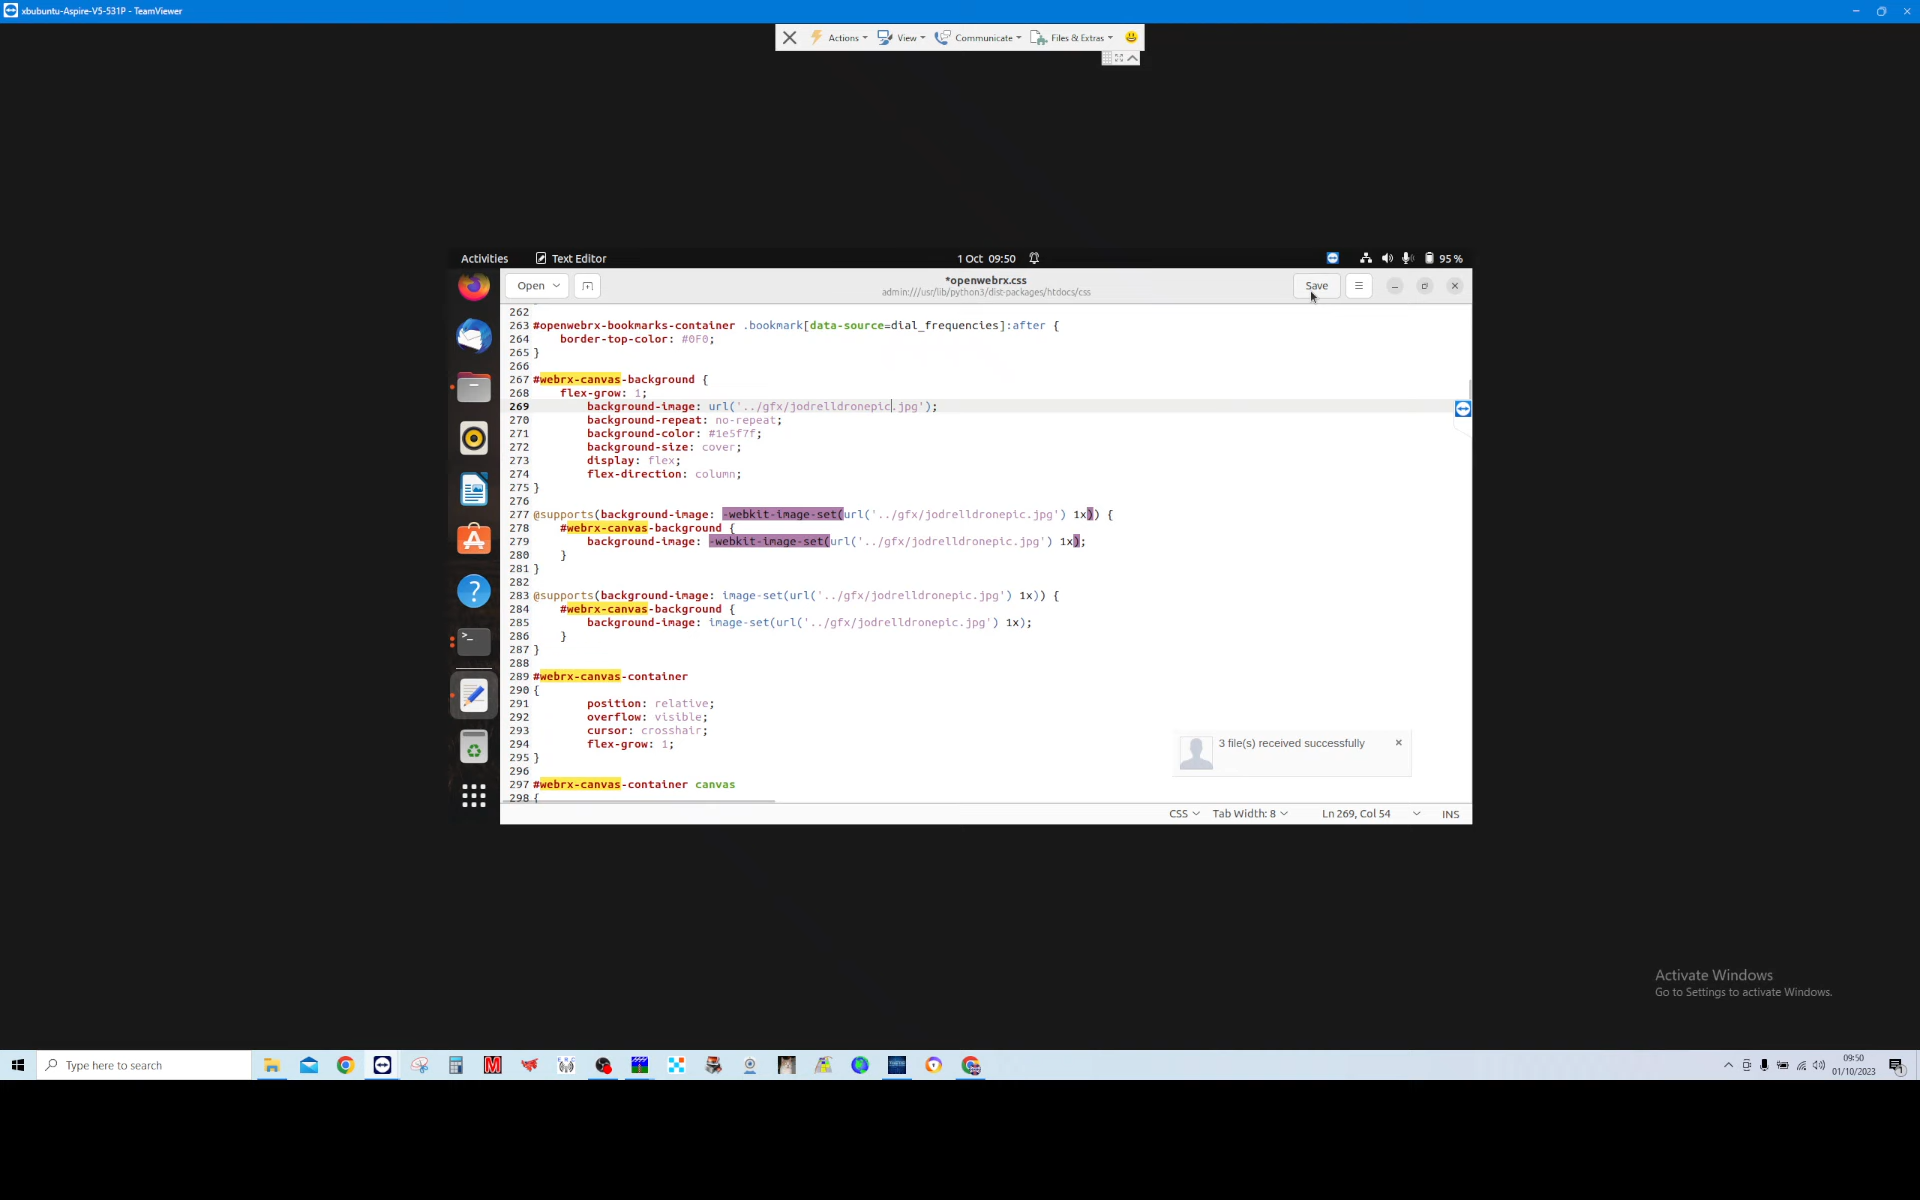 xbubuntu-Aspire-V5-531P - TeamViewer
Actions View Communicate Files & Extras
Activities Text Editor 1 Oct 09:50 95 %
Open *openwebrx.css Save
admin:///usr/lib/python3/dist-packages/htdocs/css
262
263 #openwebrx-bookmarks-container .bookmark[data-source=dial_frequencies]:after {
264 border-top-color: #0F0;
265 }
266
267 #webrx-canvas-background {
268 flex-grow: 1;
269 background-image: url('../gfx/jodrelldronepic.jpg');
270 background-repeat: no-repeat;
271 background-color: #1e5f7f;
272 background-size: cover;
273 display: flex;
274 flex-direction: column;
275 }
276
277 @supports(background-image: -webkit-image-set(url('../gfx/jodrelldronepic.jpg') 1x)) {
278 #webrx-canvas-background {
279 background-image: -webkit-image-set(url('../gfx/jodrelldronepic.jpg') 1x);
280 }
281 }
282
283 @supports(background-image: image-set(url('../gfx/jodrelldronepic.jpg') 1x)) {
284 #webrx-canvas-background {
285 background-image: image-set(url('../gfx/jodrelldronepic.jpg') 1x);
286 }
287 }
288
289 #webrx-canvas-container
290 {
291 position: relative;
292 overflow: visible;
293 cursor: crosshair;
294 flex-grow: 1;
295 }
296
297 #webrx-canvas-container canvas
298 {
3 file(s) received successfully
CSS Tab Width: 8 Ln 269, Col 54 INS
Activate Windows
Go to Settings to activate Windows.
Type here to search
09:50
01/10/2023